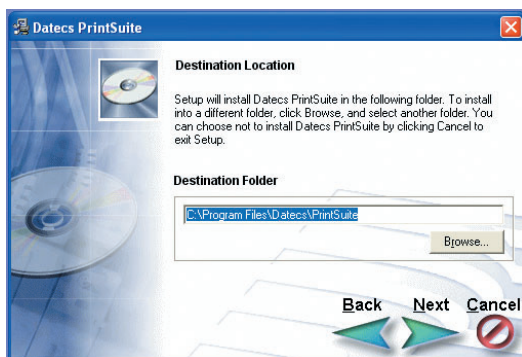 Datecs PrintSuite
Destination Location
Setup will install Datecs PrintSuite in the following folder. To install
into a different folder, click Browse, and select another folder. You
can choose not to install Datecs PrintSuite by clicking Cancel to
exit Setup.
Destination Folder
C:\Program Files\Datecs\PrintSuite
Browse...
Back Next Cancel